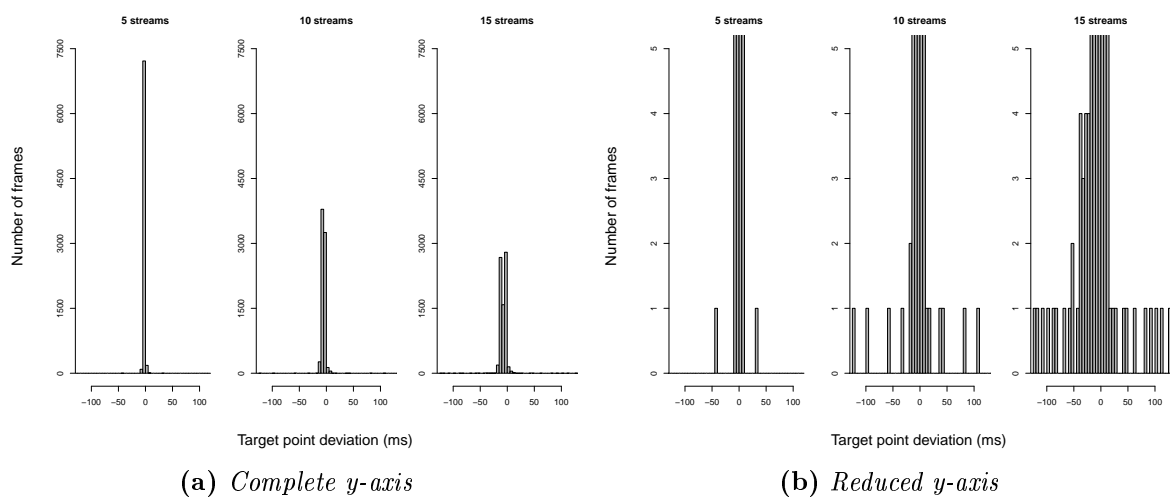 5 streams
10 streams
15 streams
5 streams
10 streams
15 streams
Number of frames
0 1500 3000 4500 6000 7500
0 1500 3000 4500 6000 7500
0 1500 3000 4500 6000 7500
Number of frames
0 1 2 3 4 5
0 1 2 3 4 5
0 1 2 3 4 5
−100 −50 0 50 100
−100 −50 0 50 100
−100 −50 0 50 100
−100 −50 0 50 100
−100 −50 0 50 100
−100 −50 0 50 100
Target point deviation (ms)
Target point deviation (ms)
(a) Complete y-axis
(b) Reduced y-axis